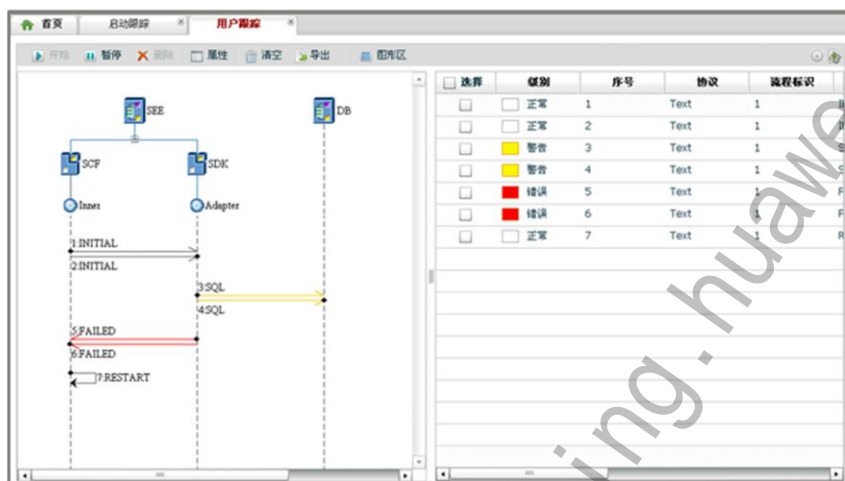 首页 启动跟踪 × 用户跟踪 ×
开始 暂停 删除 属性 清空 导出 图形区
选择 级别 序号 协议 流程标识
正常 1 Text 1
正常 2 Text 1
警告 3 Text 1 S
警告 4 Text 1 S
错误 5 Text 1 F
错误 6 Text 1 F
正常 7 Text 1 R
SEE DB
SCF SDK
Inner Adapter
1:INITIAL
2:INITIAL
3:SQL
4:SQL
5:FAILED
6:FAILED
7:RESTART
ing.huawe